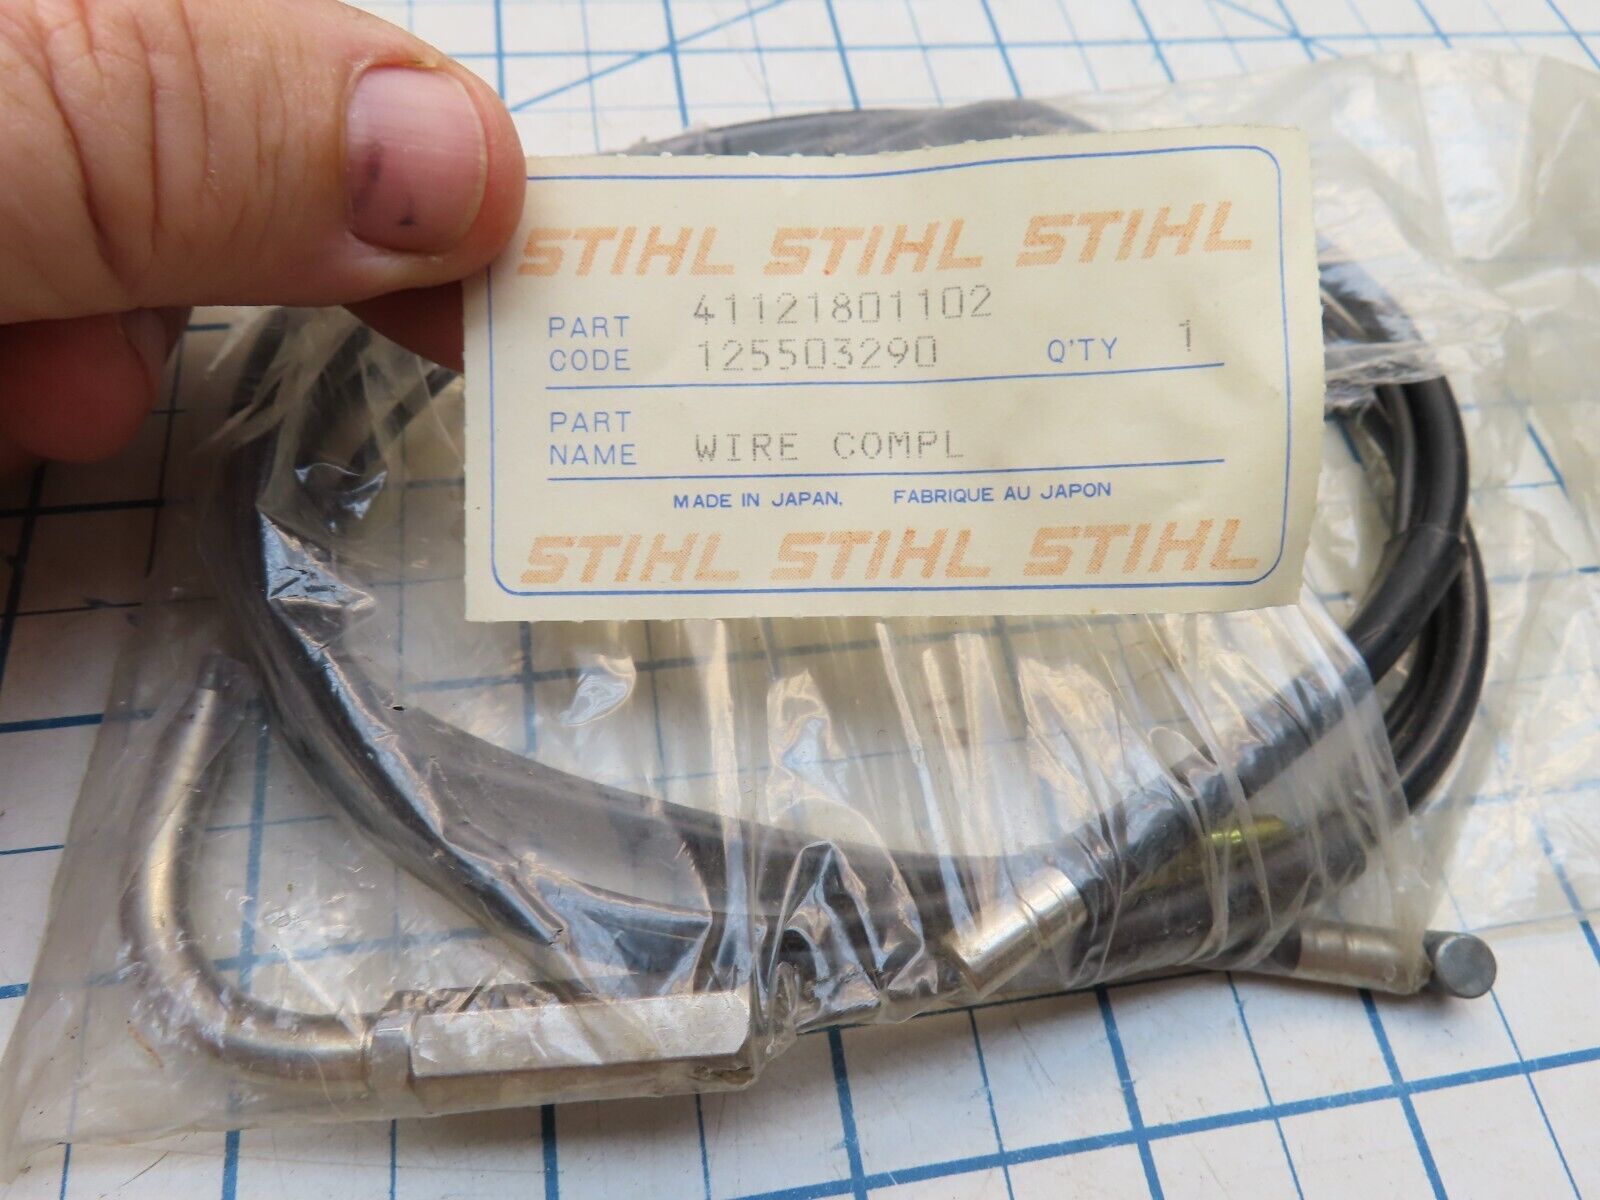 STIHL STIHL STIHL
PART CODE 41121801102
125503290 Q'TY 1
PART NAME WIRE COMPL
MADE IN JAPAN. FABRIQUE AU JAPON
STIHL STIHL STIHL